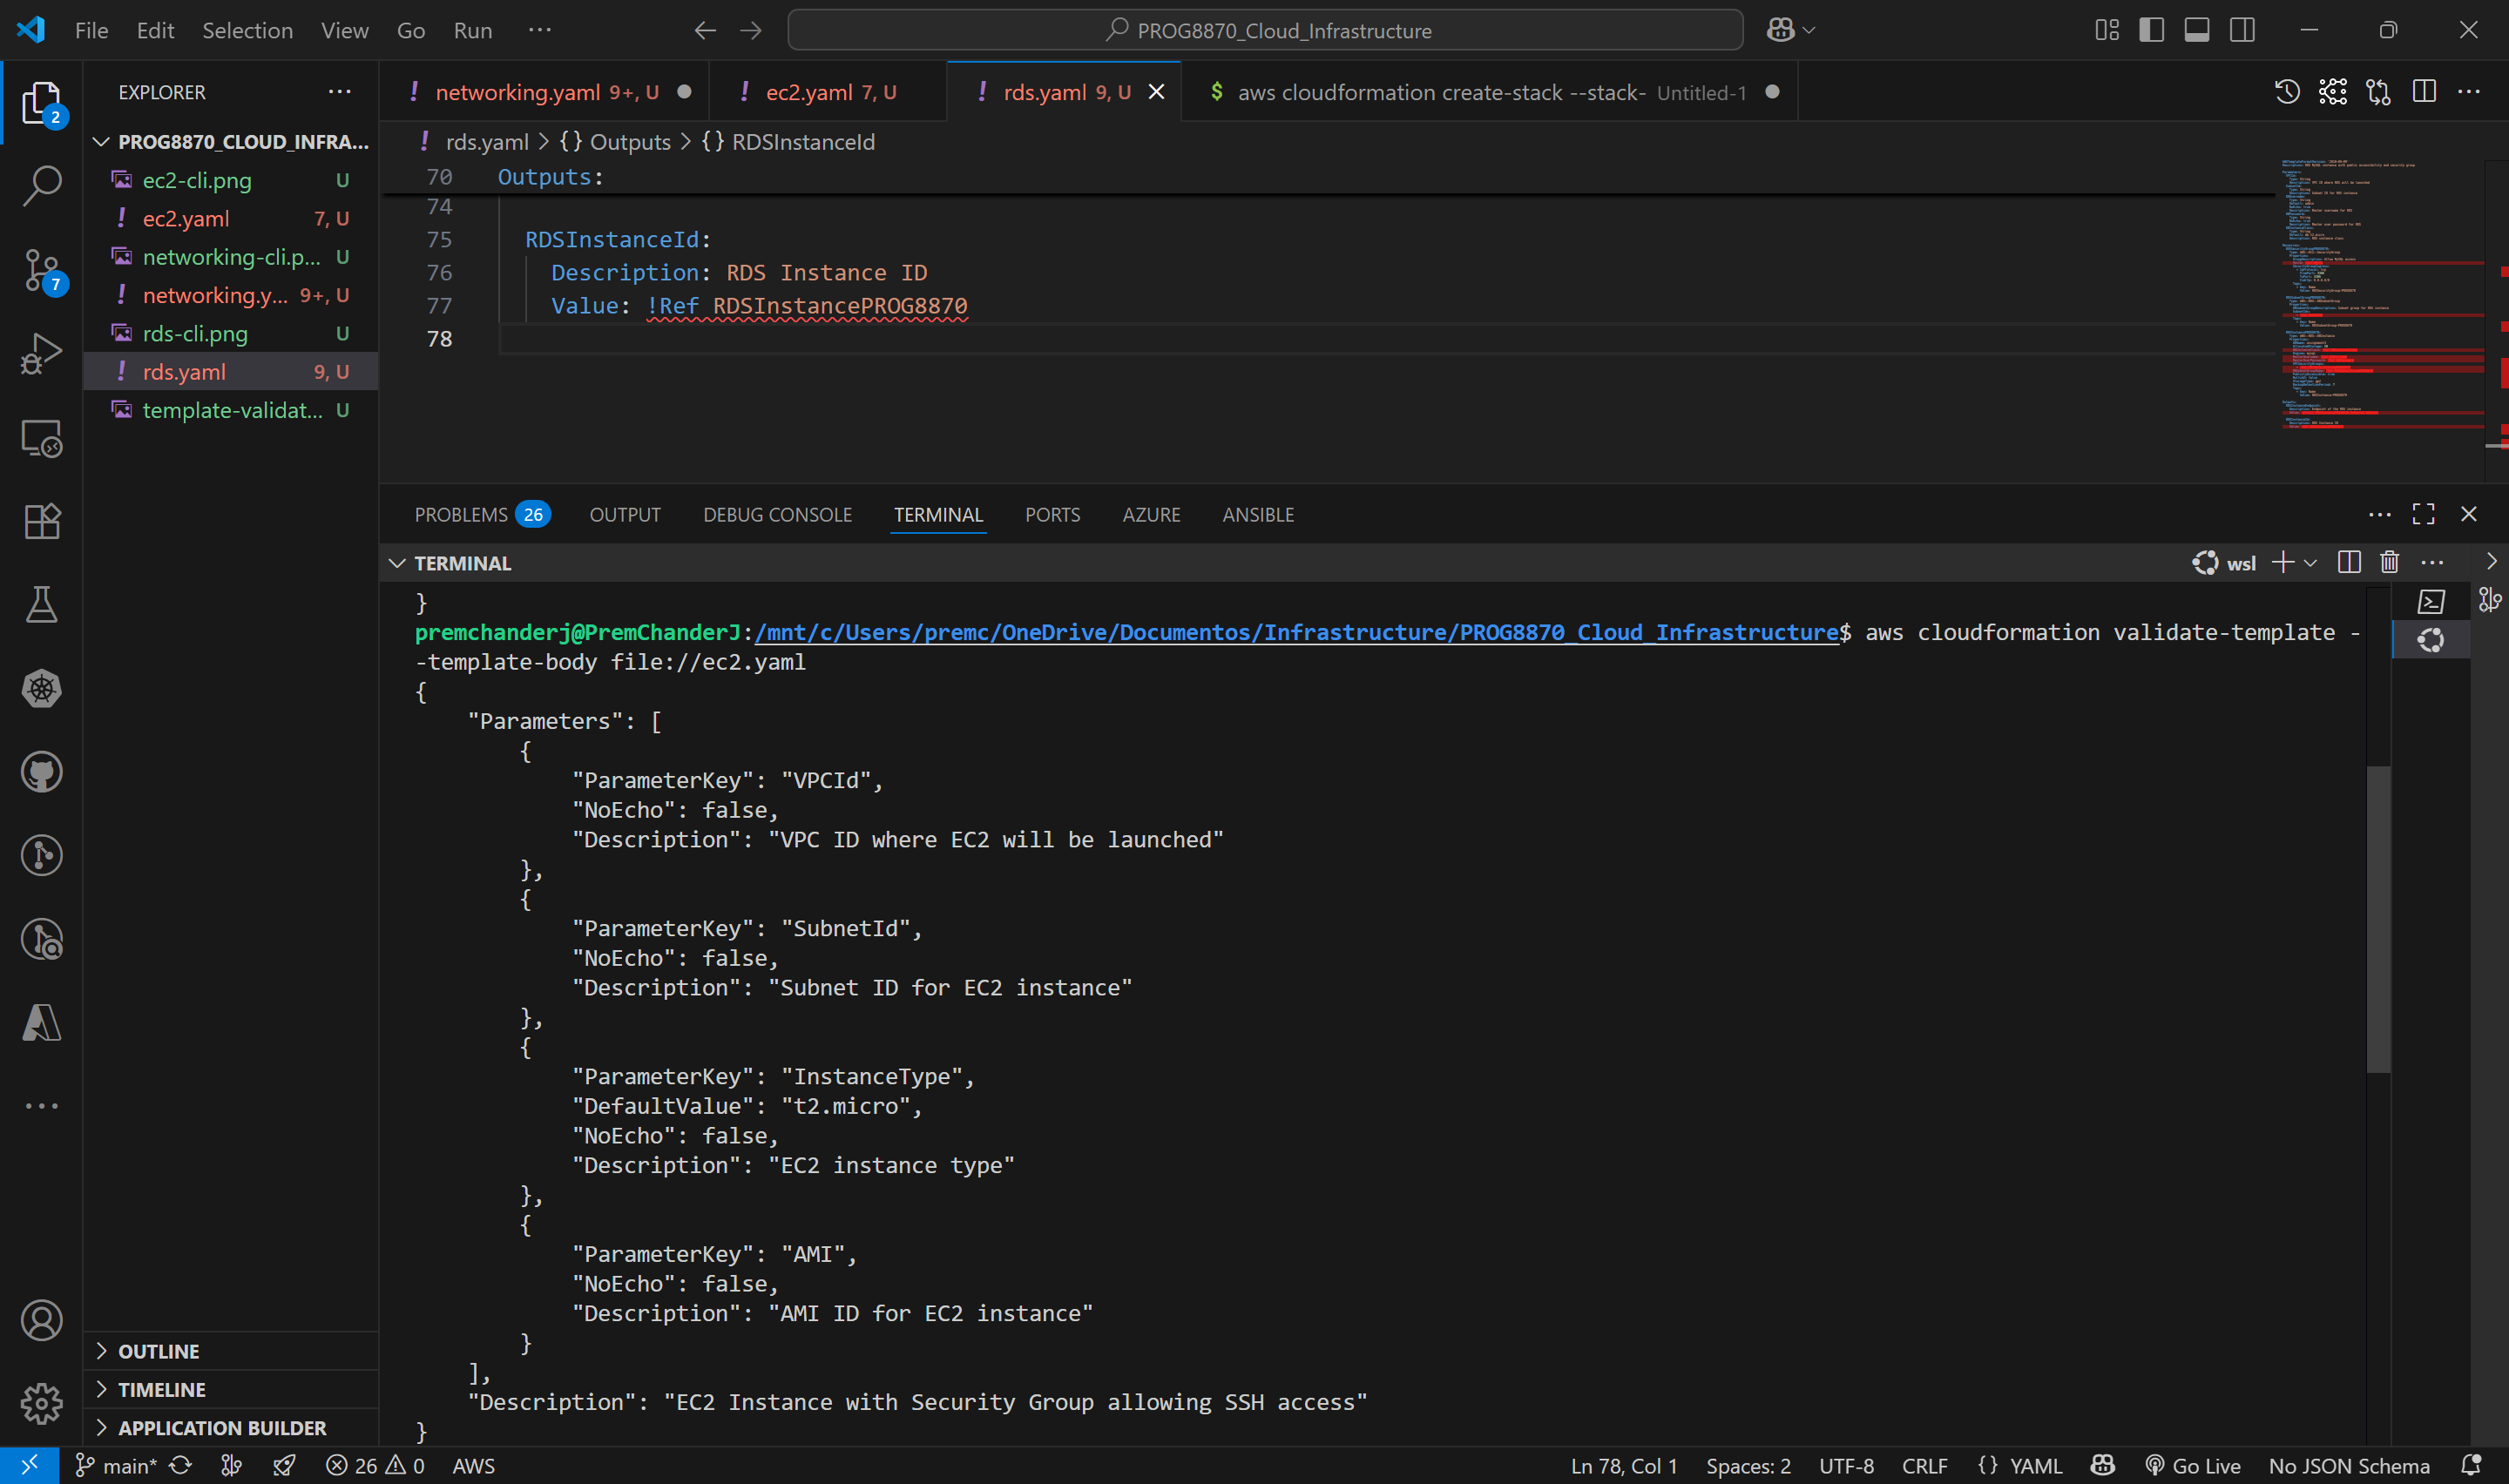 File Edit Selection View Go Run ···
PROG8870_Cloud_Infrastructure
EXPLORER
PROG8870_CLOUD_INFRA...
ec2-cli.png U
ec2.yaml 7, U
networking-cli.p... U
networking.y... 9+, U
rds-cli.png U
rds.yaml 9, U
template-validat... U
OUTLINE
TIMELINE
APPLICATION BUILDER
2
7
! networking.yaml 9+, U
! ec2.yaml 7, U
! rds.yaml 9, U
$ aws cloudformation create-stack --stack- Untitled-1
! rds.yaml > {} Outputs > {} RDSInstanceId
70 Outputs:
74
75 RDSInstanceId:
76 Description: RDS Instance ID
77 Value: !Ref RDSInstancePROG8870
78
PROBLEMS 26 OUTPUT DEBUG CONSOLE TERMINAL PORTS AZURE ANSIBLE
TERMINAL
wsl
}
premchanderj@PremChanderJ:/mnt/c/Users/premc/OneDrive/Documentos/Infrastructure/PROG8870_Cloud_Infrastructure$ aws cloudformation validate-template -
-template-body file://ec2.yaml
{
"Parameters": [
{
"ParameterKey": "VPCId",
"NoEcho": false,
"Description": "VPC ID where EC2 will be launched"
},
{
"ParameterKey": "SubnetId",
"NoEcho": false,
"Description": "Subnet ID for EC2 instance"
},
{
"ParameterKey": "InstanceType",
"DefaultValue": "t2.micro",
"NoEcho": false,
"Description": "EC2 instance type"
},
{
"ParameterKey": "AMI",
"NoEcho": false,
"Description": "AMI ID for EC2 instance"
}
],
"Description": "EC2 Instance with Security Group allowing SSH access"
}
main* 26 0 AWS
Ln 78, Col 1 Spaces: 2 UTF-8 CRLF {} YAML Go Live No JSON Schema